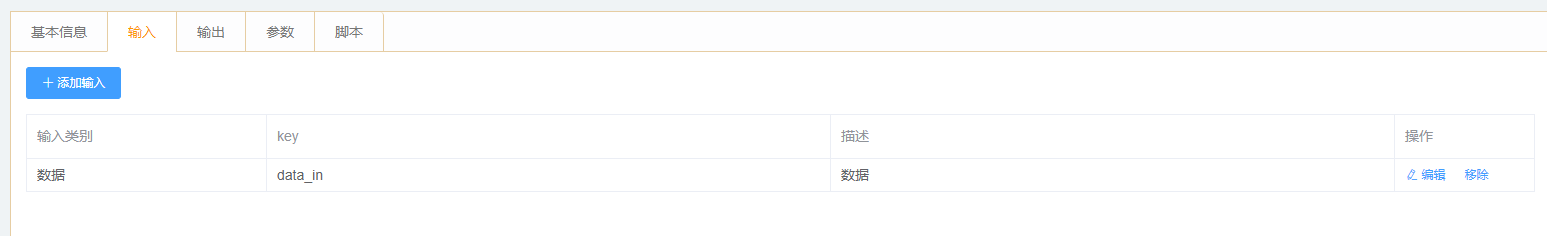 基本信息 输入 输出 参数 脚本
添加输入
输入类别 key 描述 操作
数据 data_in 数据 编辑 移除